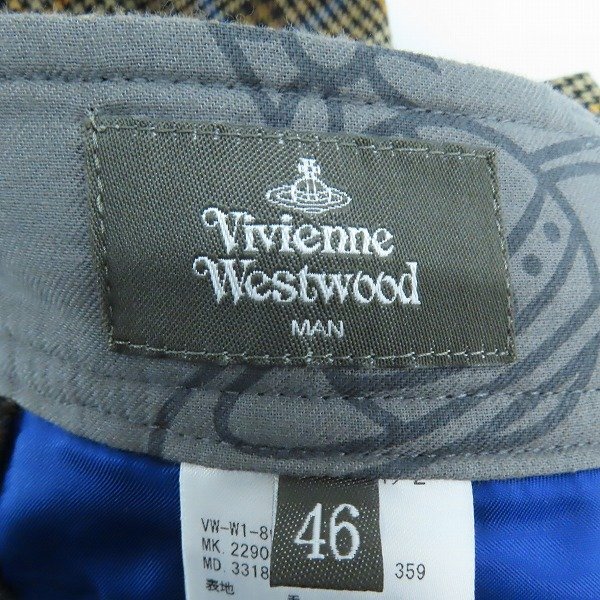 Vivienne
Westwood
MAN
46
VW-W1-8
MK. 2290
MD. 3318 359
表地